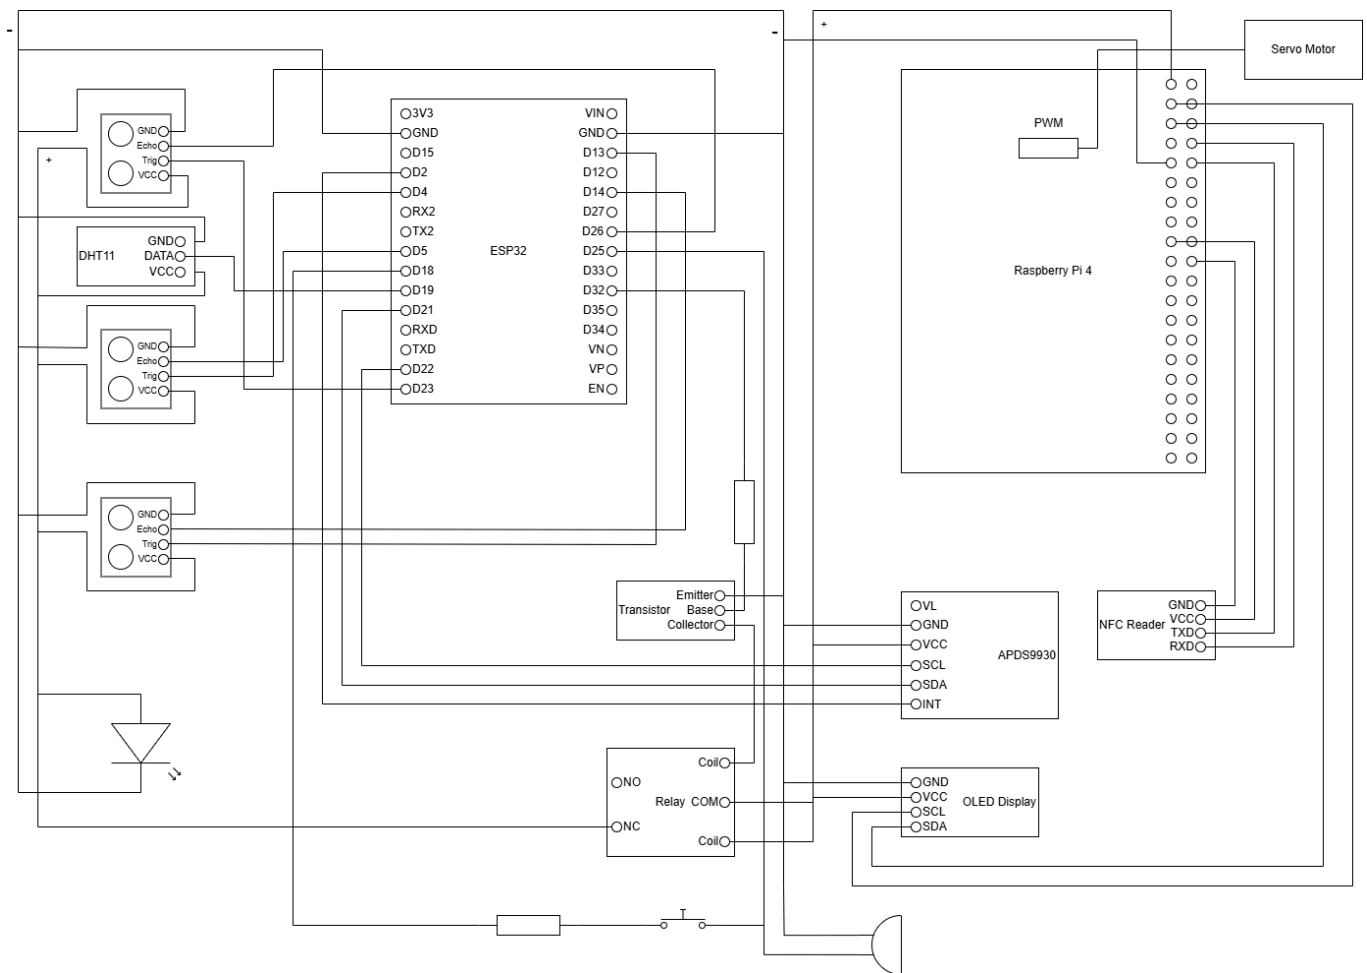 -
-
+
Servo Motor
PWM
Raspberry Pi 4
GND
Echo
Trig
VCC
+
DHT11
GND
DATA
VCC
GND
Echo
Trig
VCC
GND
Echo
Trig
VCC
ESP32
3V3
GND
D15
D2
D4
RX2
TX2
D5
D18
D19
D21
RXD
TXD
D22
D23
VIN
GND
D13
D12
D14
D27
D26
D25
D33
D32
D35
D34
VN
VP
EN
Transistor
Emitter
Base
Collector
APDS9930
VL
GND
VCC
SCL
SDA
INT
NFC Reader
GND
VCC
TXD
RXD
Relay
NO
NC
Coil
COM
Coil
OLED Display
GND
VCC
SCL
SDA